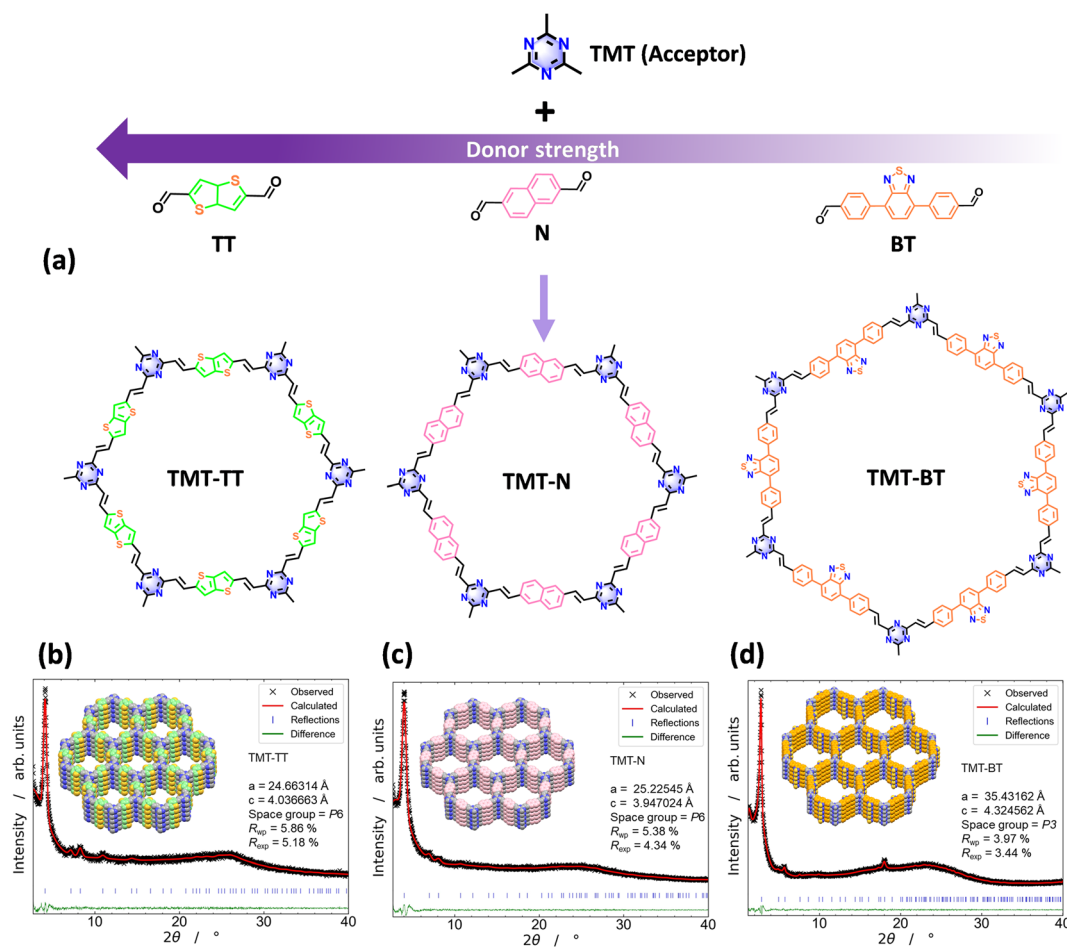 TMT (Acceptor)
+
Donor strength
TT
N
BT
(a)
TMT-TT
TMT-N
TMT-BT
(b)
Intensity / arb. units
× Observed
Calculated
Reflections
Difference
TMT-TT
a = 24.66314 Å
c = 4.036663 Å
Space group = P6
Rwp = 5.86 %
Rexp = 5.18 %
10 20 30 40
2θ / °
(c)
Intensity / arb. units
× Observed
Calculated
Reflections
Difference
TMT-N
a = 25.22545 Å
c = 3.947024 Å
Space group = P6
Rwp = 5.38 %
Rexp = 4.34 %
10 20 30 40
2θ / °
(d)
Intensity / arb. units
× Observed
Calculated
Reflections
Difference
TMT-BT
a = 35.43162 Å
c = 4.324562 Å
Space group = P3
Rwp = 3.97 %
Rexp = 3.44 %
10 20 30 40
2θ / °